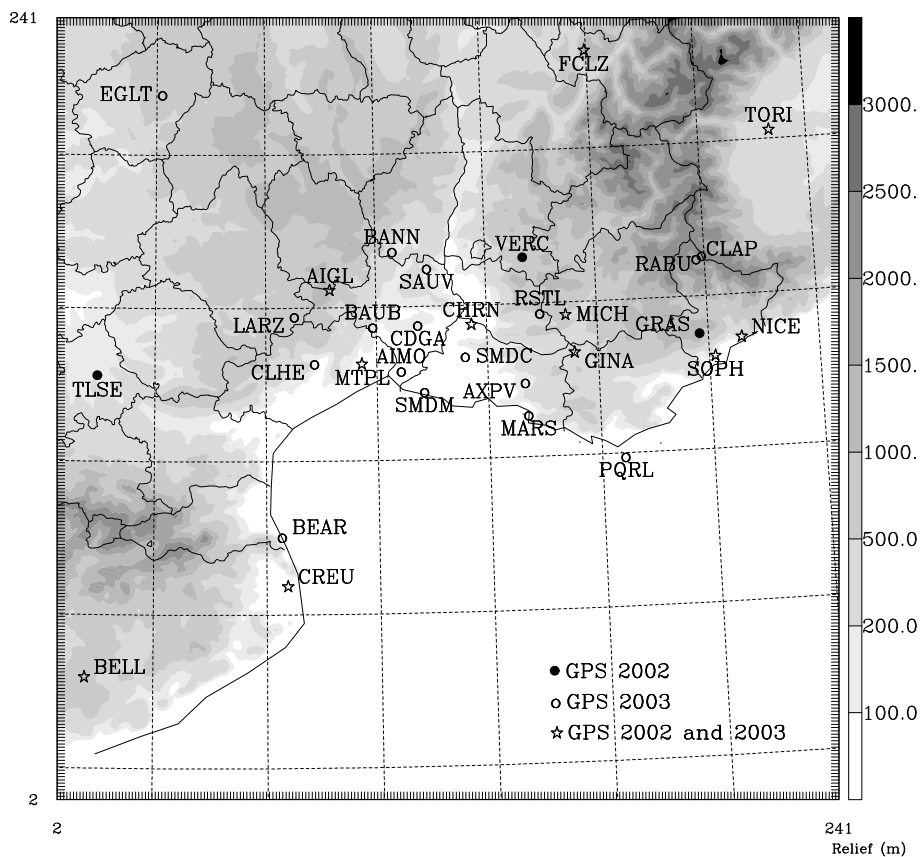 241
FCLZ
EGLT
3000.
TORI
2500.
BANN
VERC
CLAP
RABU
AIGL
SAUV
2000.
RSTL
BAUB
CHRN
MICH
LARZ
GRAS
NICE
CDGA
AIMO
SMDC
GINA
1500.
CLHE
MTPL
SOPH
TLSE
AXPV
SMDM
MARS
1000.
PQRL
BEAR
500.0
CREU
200.0
BELL
GPS 2002
GPS 2003
100.0
GPS 2002 and 2003
2
2
241
Relief (m)